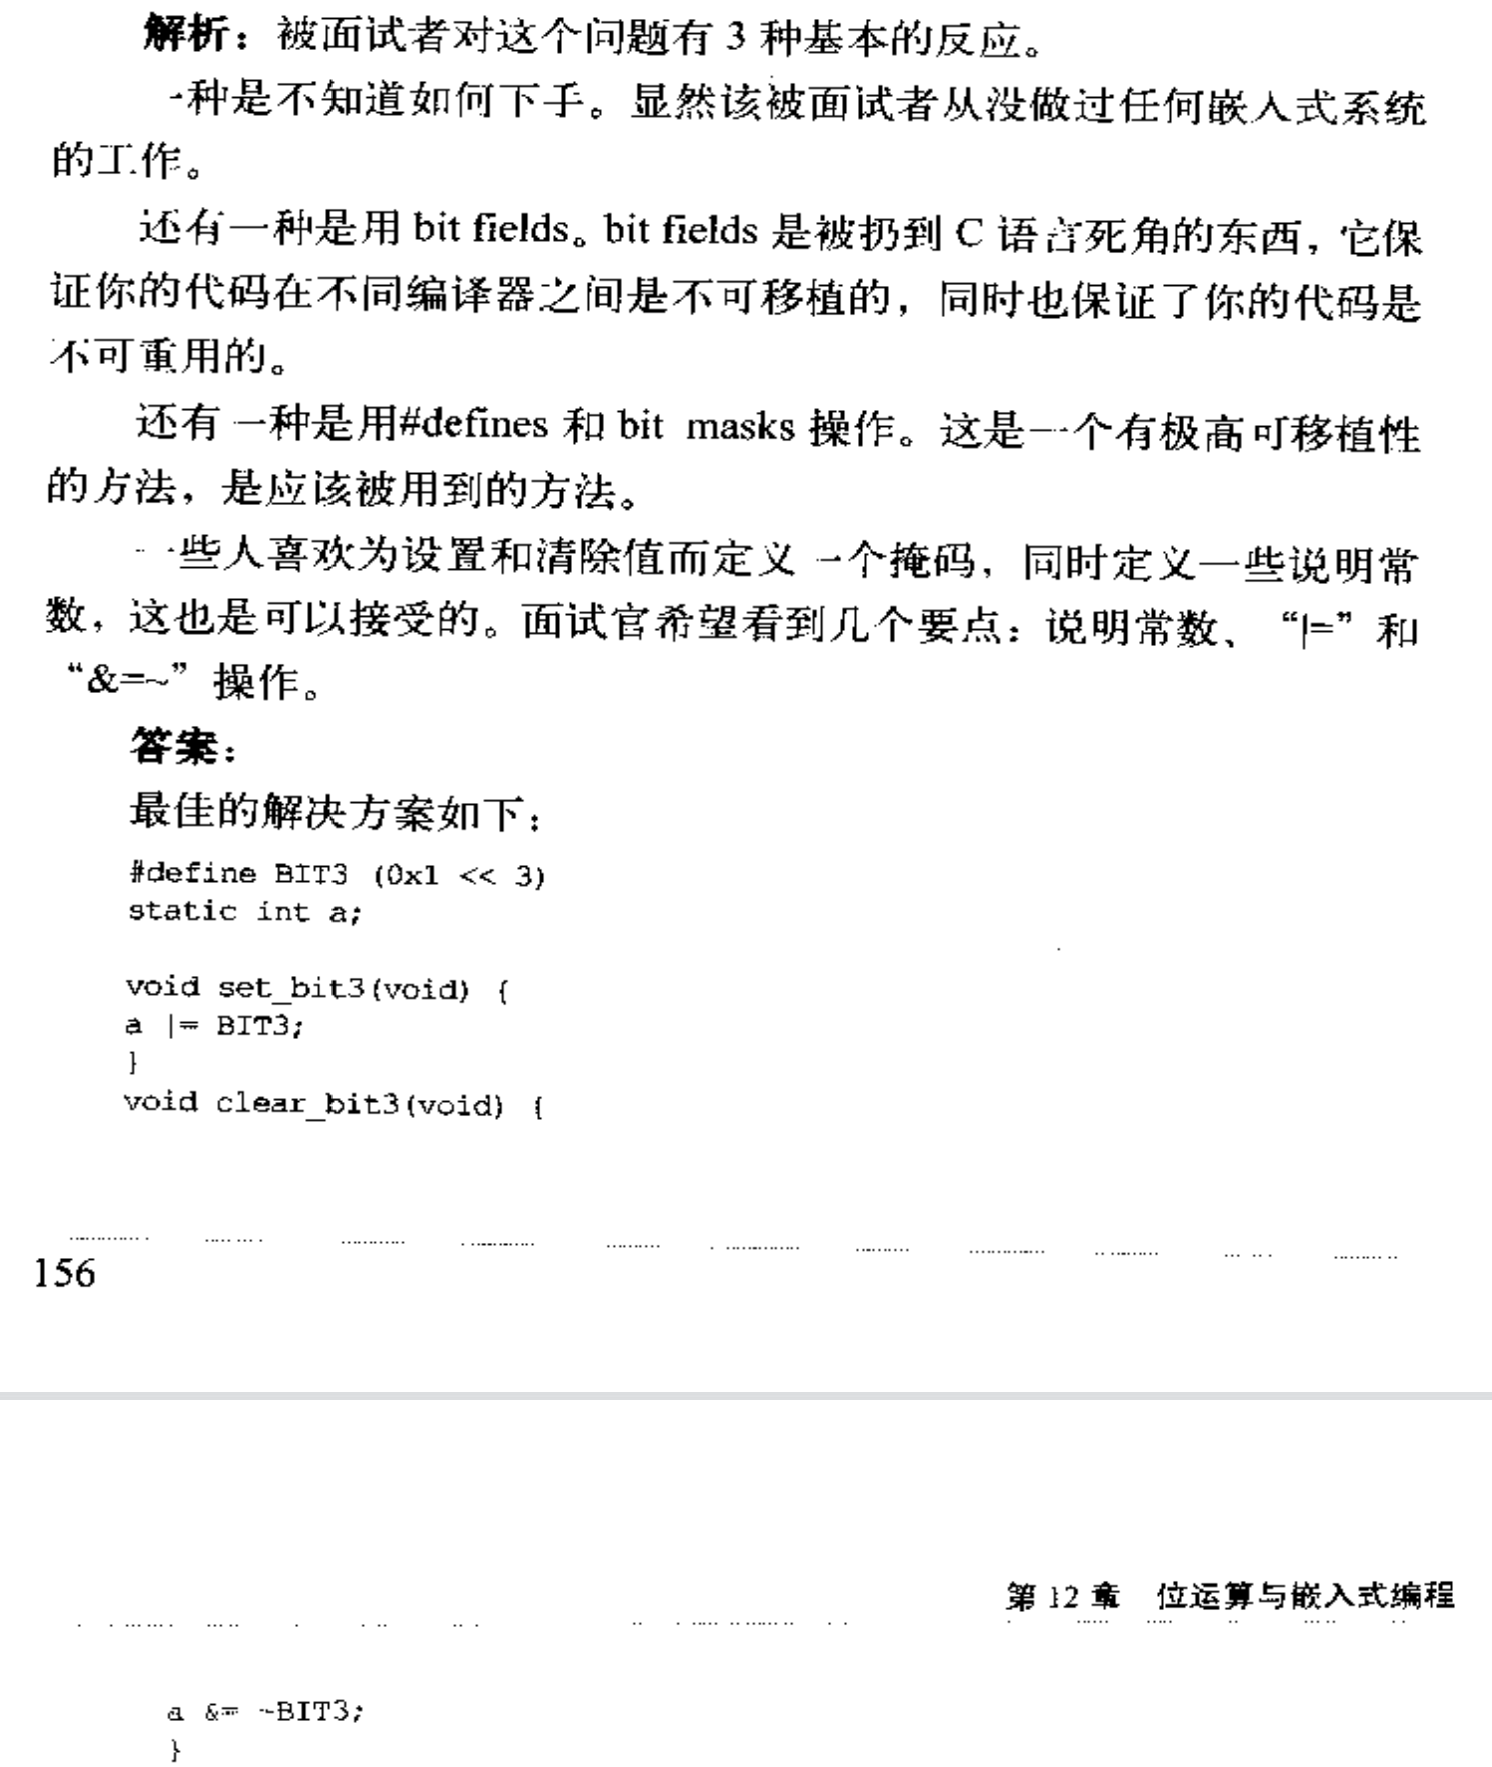 解析：被面试者对这个问题有 3 种基本的反应。
一种是不知道如何下手。显然该被面试者从没做过任何嵌入式系统
的工作。
还有一种是用 bit fields。bit fields 是被扔到 C 语言死角的东西，它保
证你的代码在不同编译器之间是不可移植的，同时也保证了你的代码是
不可重用的。
还有一种是用#defines 和 bit masks 操作。这是一个有极高可移植性
的方法，是应该被用到的方法。
一些人喜欢为设置和清除值而定义一个掩码，同时定义一些说明常
数，这也是可以接受的。面试官希望看到几个要点：说明常数、“|=”和
“&=~”操作。
答案：
最佳的解决方案如下：
#define BIT3 (0x1 << 3)
static int a;
void set_bit3(void) {
a |= BIT3;
}
void clear_bit3(void) {
156
第 12 章 位运算与嵌入式编程
a &= ~BIT3;
}